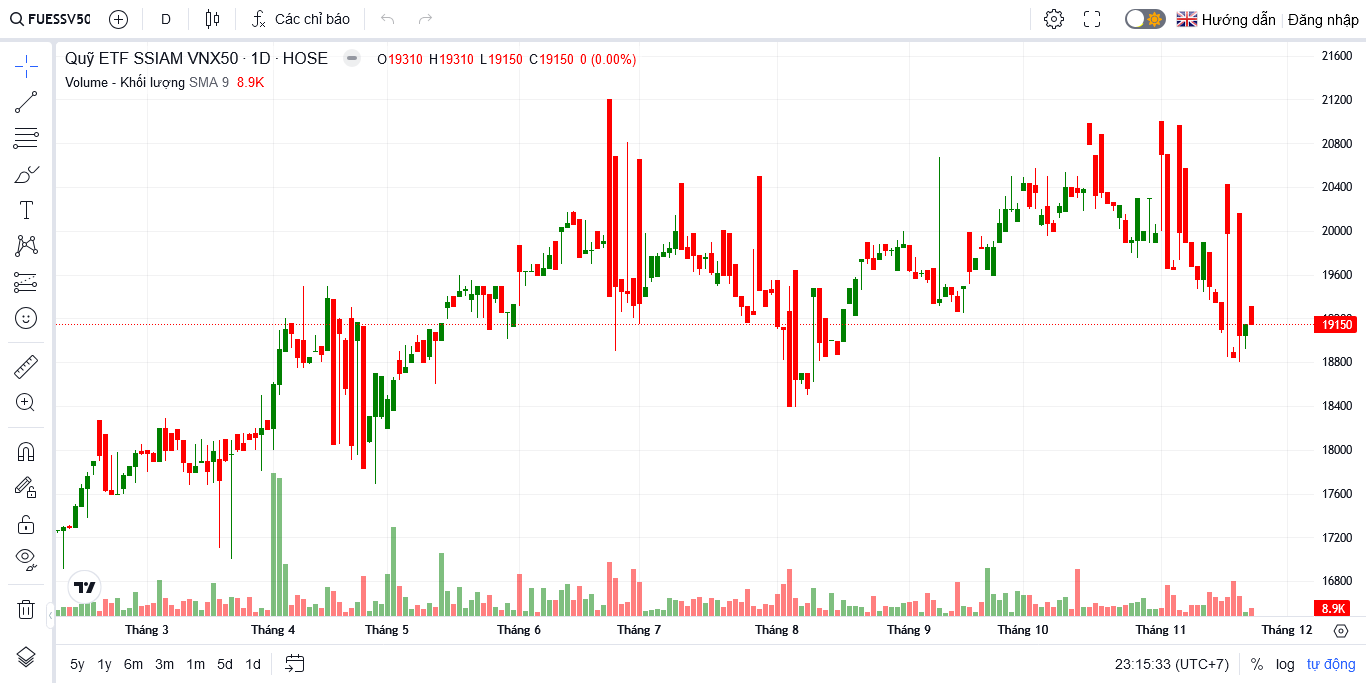 FUESSV50 D Các chỉ báo Hướng dẫn Đăng nhập
Quỹ ETF SSIAM VNX50 · 1D · HOSE O19310 H19310 L19150 C19150 0 (0.00%)
Volume - Khối lượng SMA 9 8.9K
21600
21200
20800
20400
20000
19600
19150
18800
18400
18000
17600
17200
16800
8.9K
Tháng 3 Tháng 4 Tháng 5 Tháng 6 Tháng 7 Tháng 8 Tháng 9 Tháng 10 Tháng 11 Tháng 12
5y 1y 6m 3m 1m 5d 1d 23:15:33 (UTC+7) % log tự động